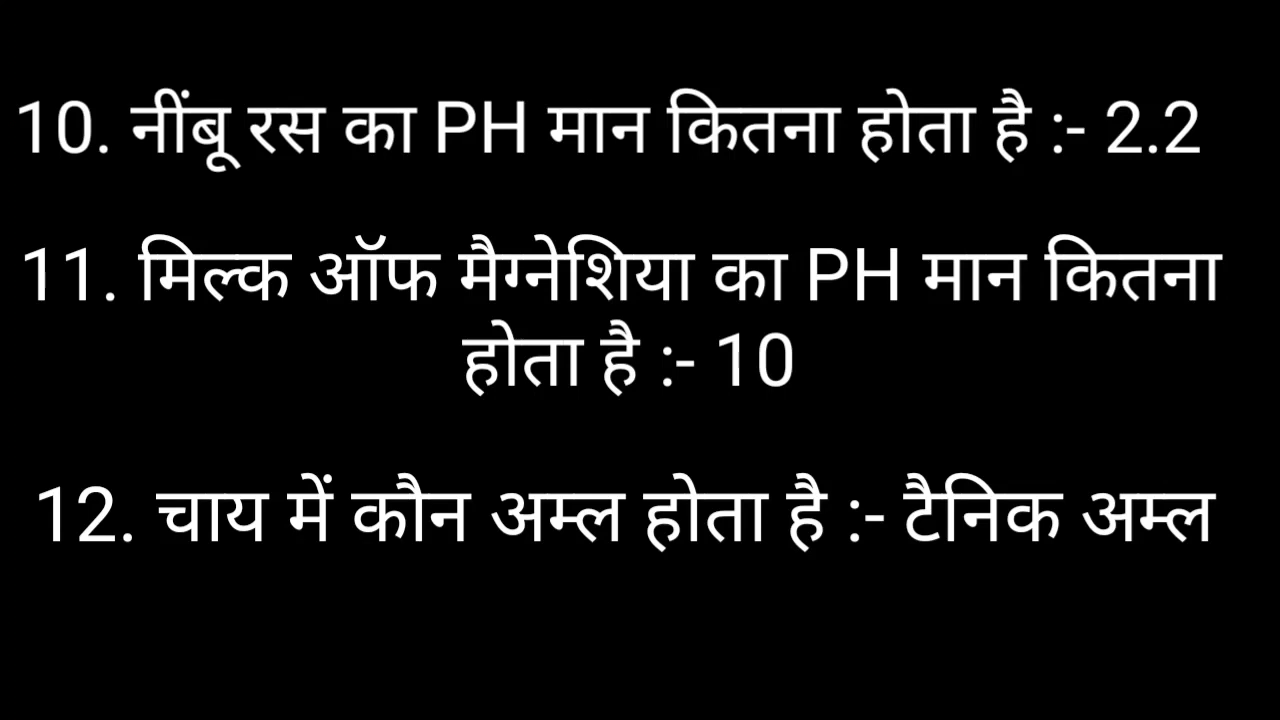 10. नींबू रस का PH मान कितना होता है :- 2.2
11. मिल्क ऑफ मैग्नेशिया का PH मान कितना
होता है :- 10
12. चाय में कौन अम्ल होता है :- टैनिक अम्ल